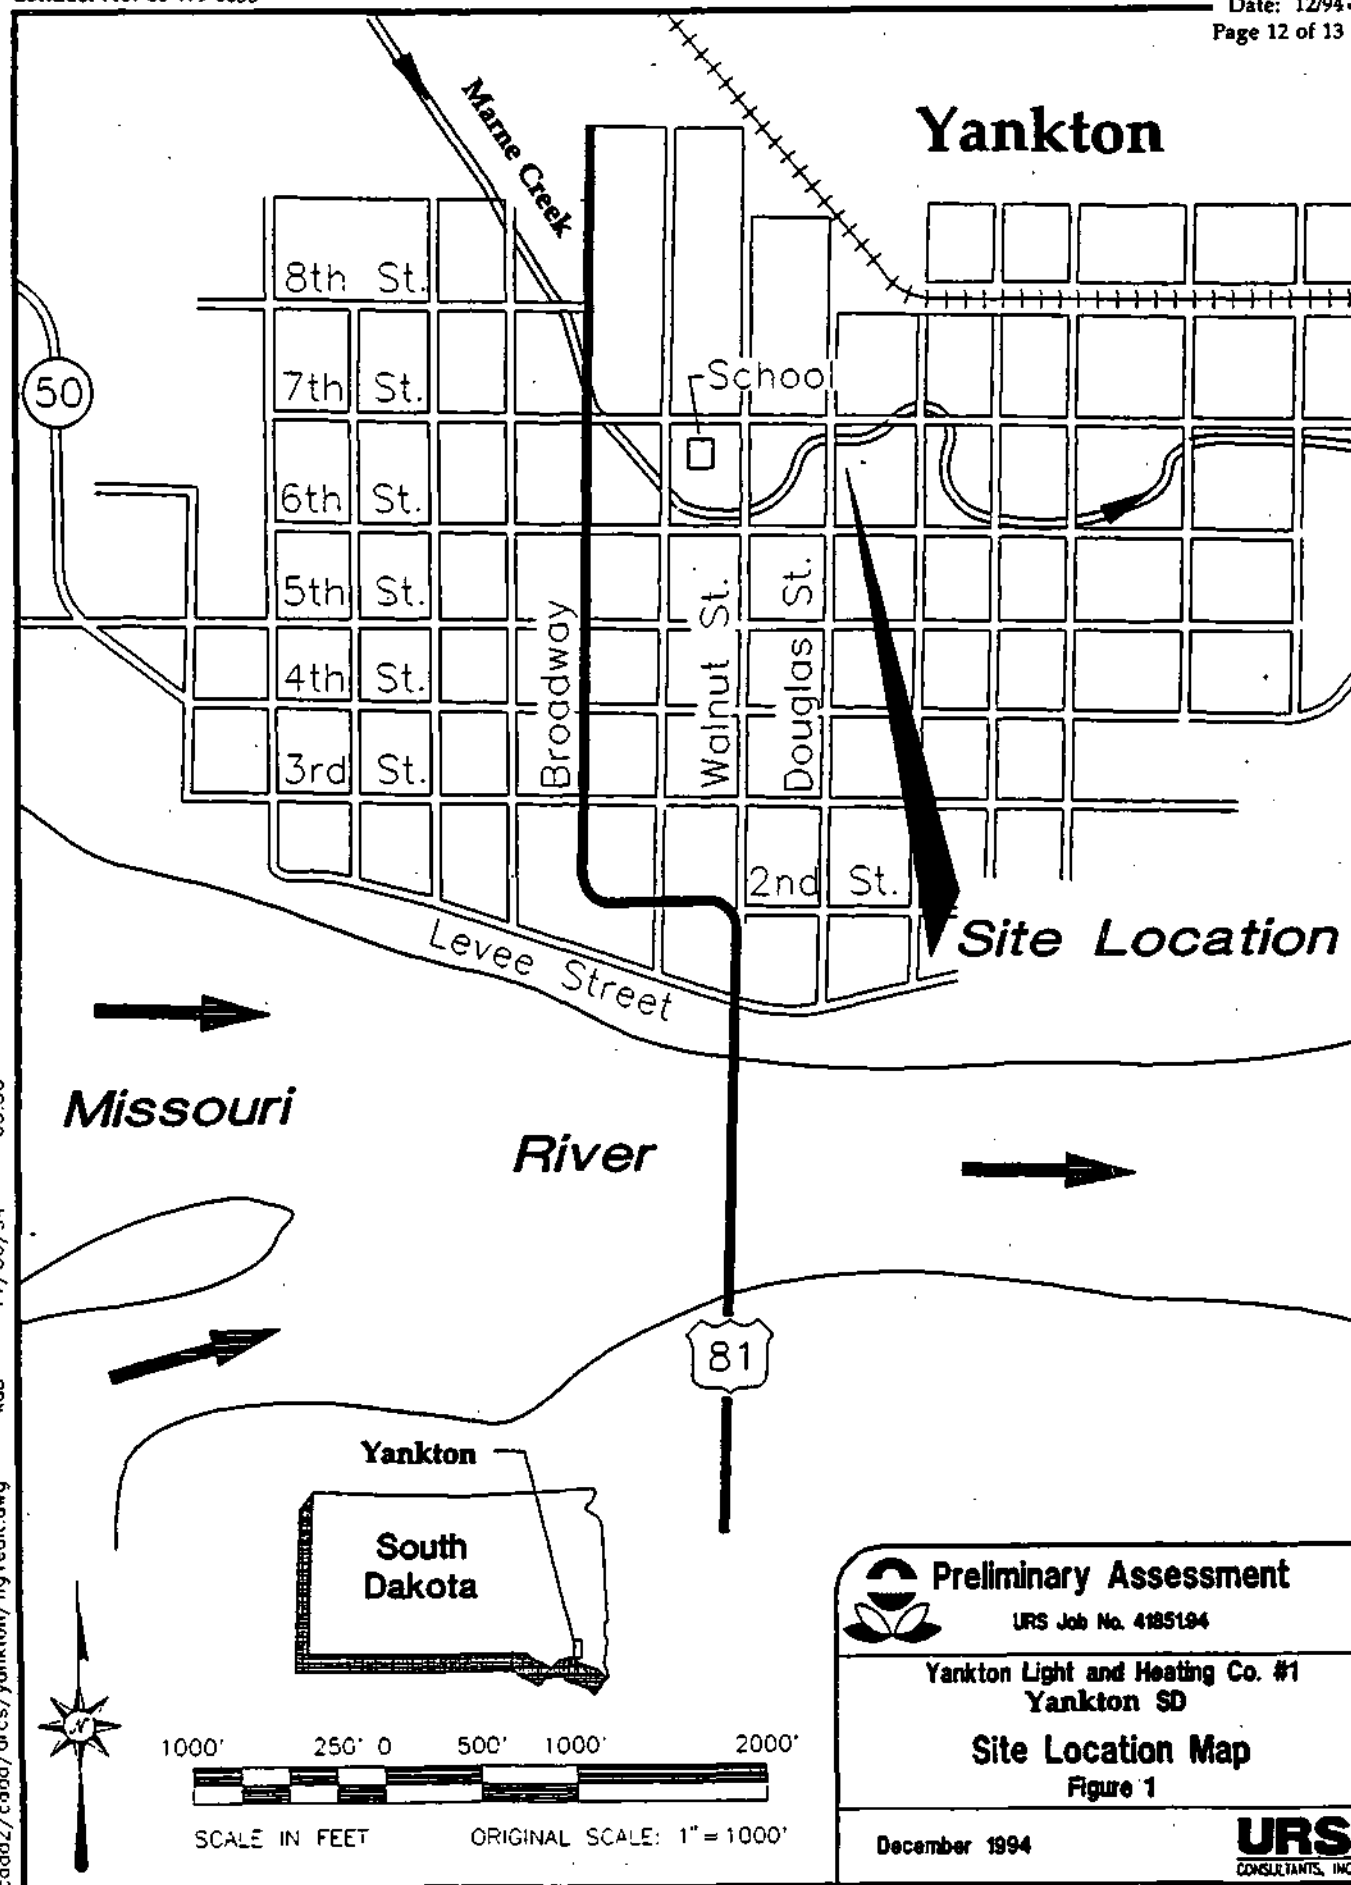 Date: 12/94
Page 12 of 13
Yankton
Marne Creek
8th St.
50
7th St.
School
6th St.
5th St.
Broadway
Walnut St.
Douglas St.
4th St.
3rd St.
2nd St.
Site Location
Levee Street
Missouri
River
81
Yankton
South
Dakota
N
1000' 250' 0 500' 1000' 2000'
SCALE IN FEET ORIGINAL SCALE: 1"=1000'
Preliminary Assessment
URS Job No. 41851.94
Yankton Light and Heating Co. #1
Yankton SD
Site Location Map
Figure 1
December 1994
URS
CONSULTANTS, INC